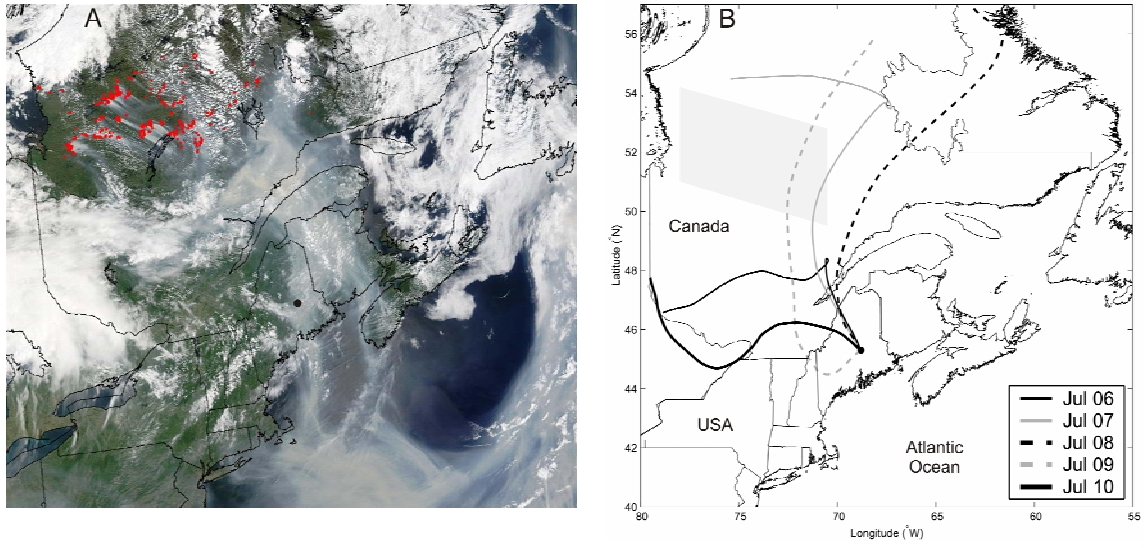 A
B
56
54
52
50
48
46
44
42
40
Latitude (°N)
Canada
USA
Atlantic
Ocean
Jul 06
Jul 07
Jul 08
Jul 09
Jul 10
80
75
70
65
60
55
Longitude (°W)